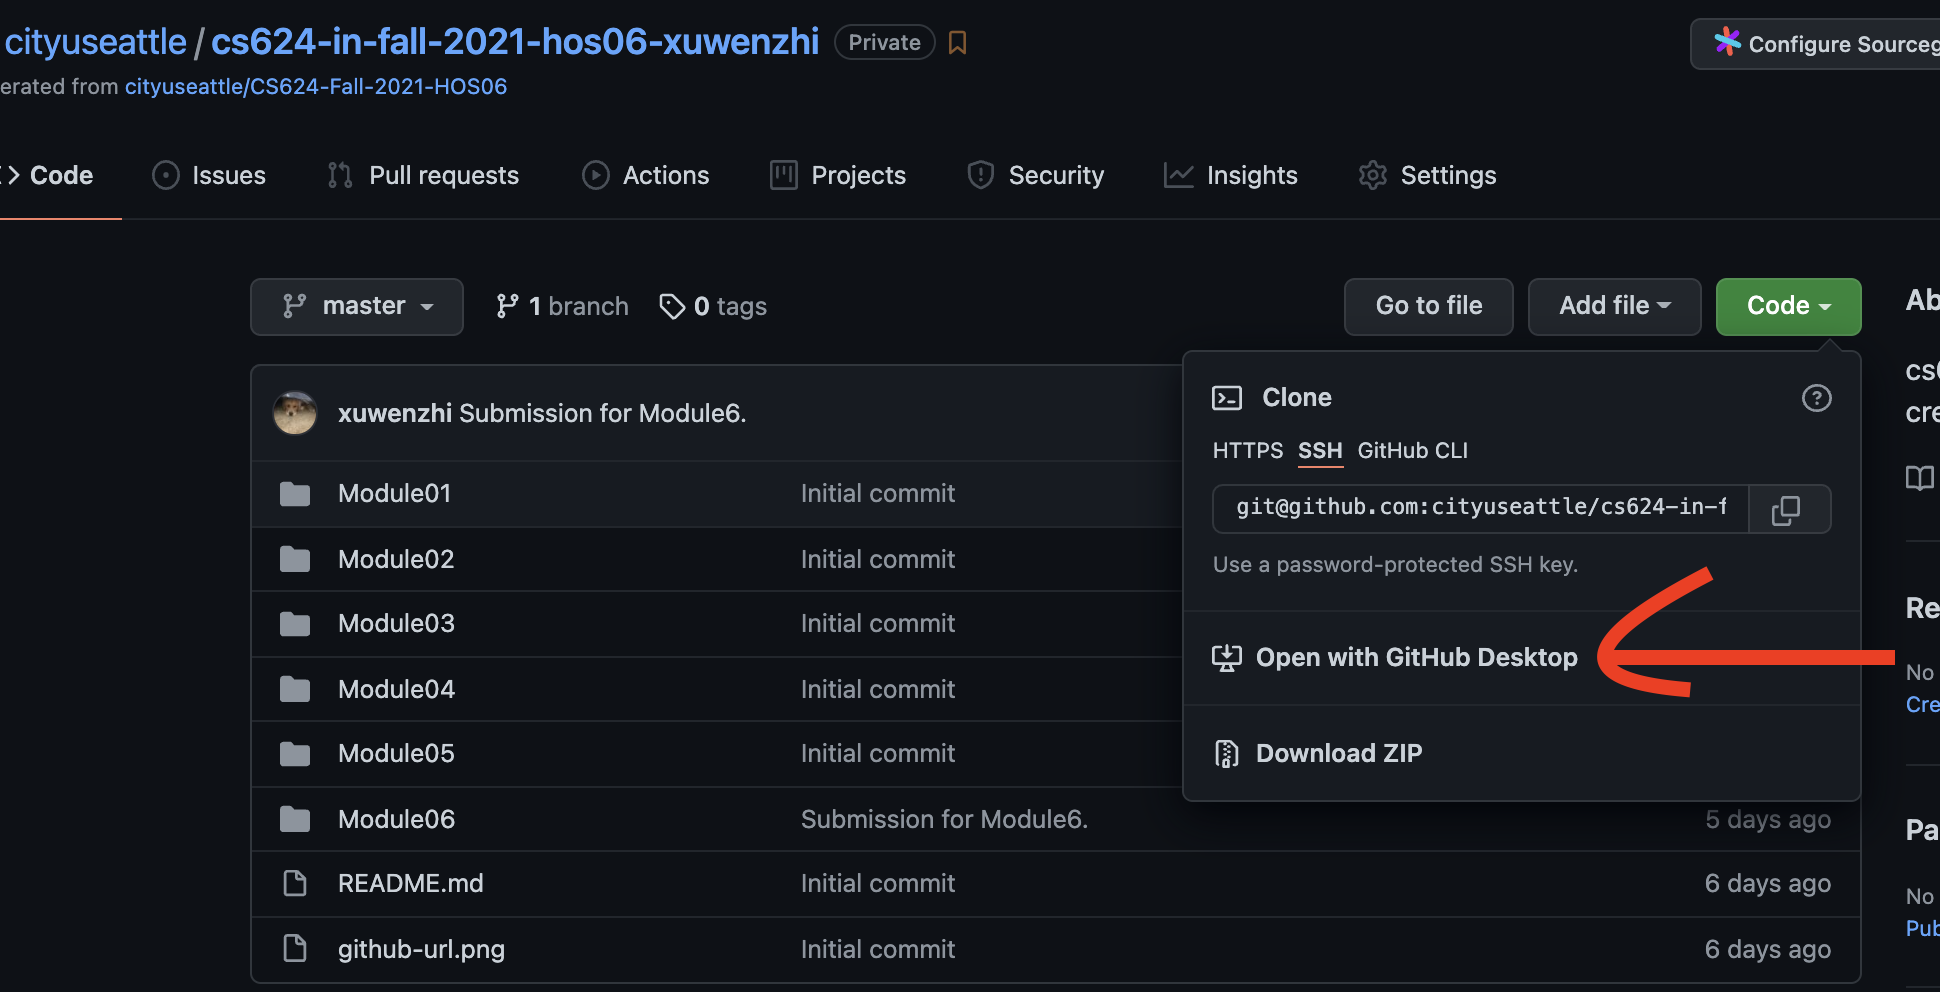 cityuseattle / cs624-in-fall-2021-hos06-xuwenzhi Private
Configure Sourceg
erated from cityuseattle/CS624-Fall-2021-HOS06
Code Issues Pull requests Actions Projects Security Insights Settings
master 1 branch 0 tags Go to file Add file Code
xuwenzhi Submission for Module6.
Module01 Initial commit
Module02 Initial commit
Module03 Initial commit
Module04 Initial commit
Module05 Initial commit
Module06 Submission for Module6. 5 days ago
README.md Initial commit 6 days ago
github-url.png Initial commit 6 days ago
Clone
HTTPS SSH GitHub CLI
git@github.com:cityuseattle/cs624-in-f
Use a password-protected SSH key.
Open with GitHub Desktop
Download ZIP
Ab
cs6
cre
Re
No
Cre
Pa
No
Pub